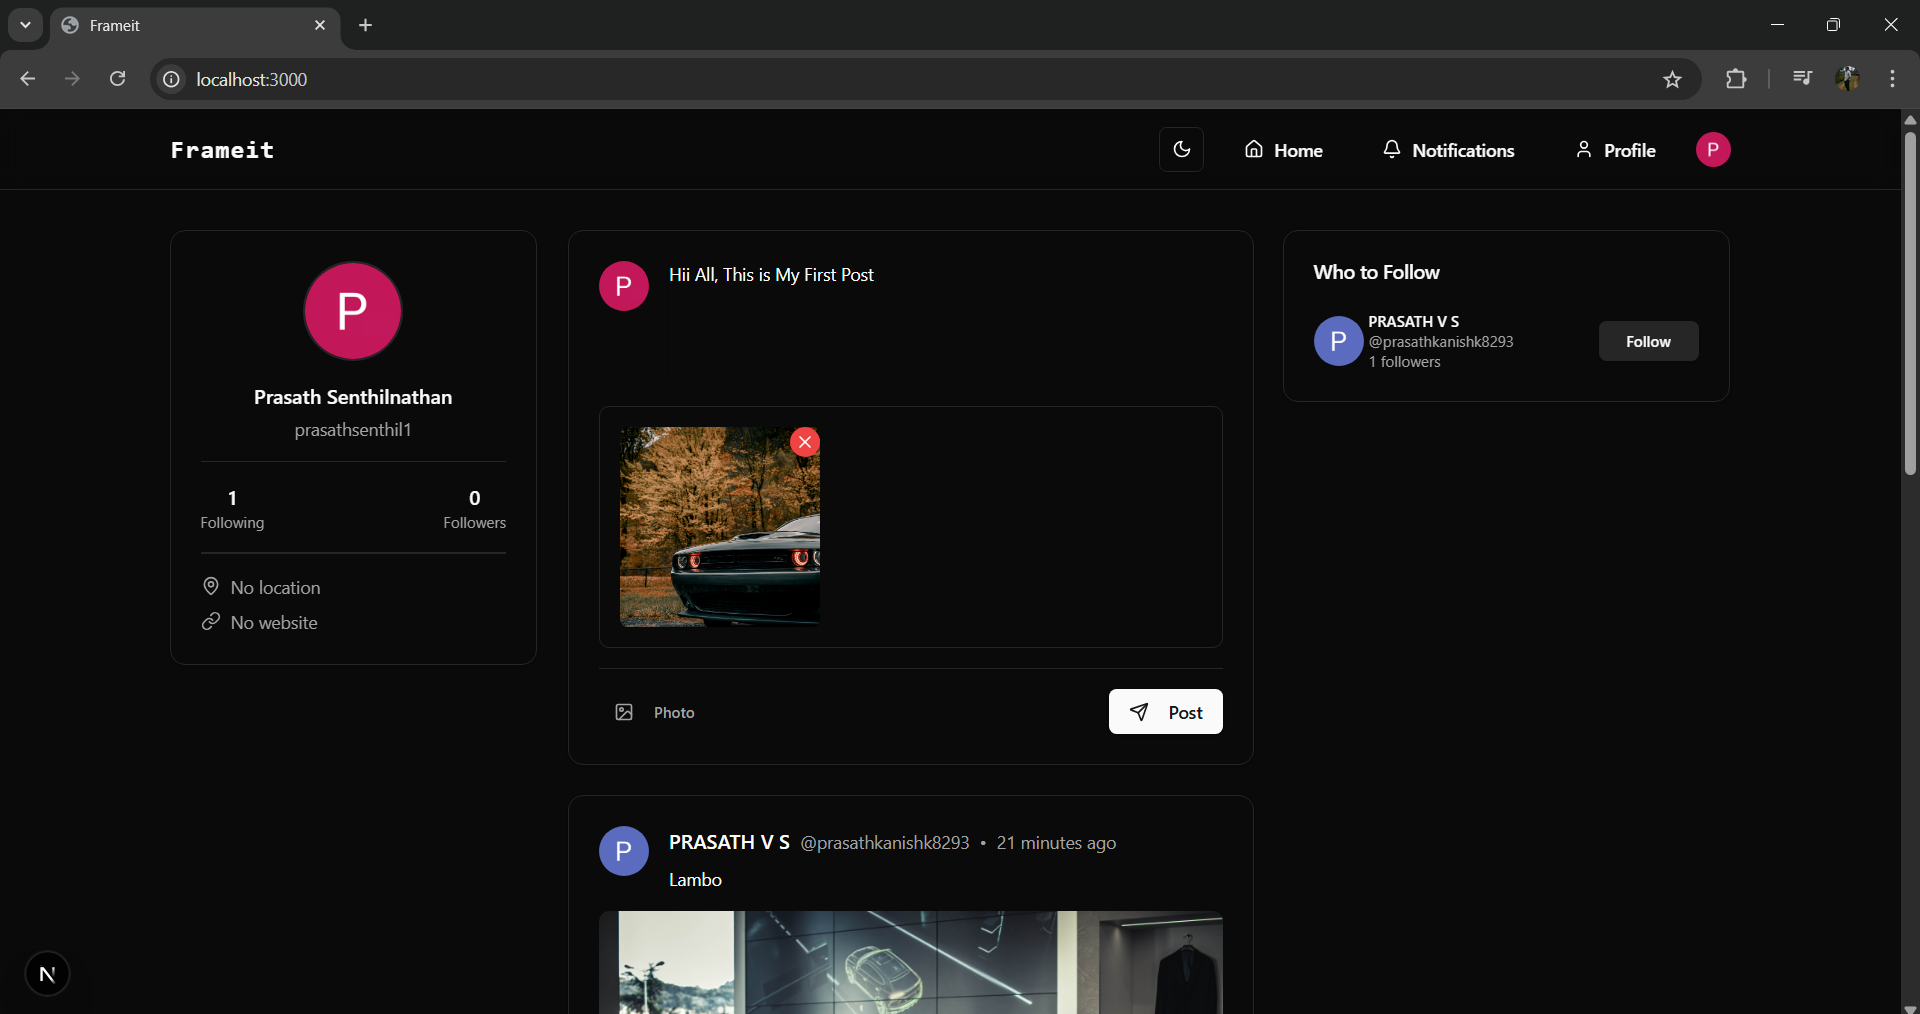 Frameit
localhost:3000
Frameit
Home
Notifications
Profile
P
P
Prasath Senthilnathan
prasathsenthil1
1
Following
0
Followers
No location
No website
P
Hii All, This is My First Post
Photo
Post
P
PRASATH V S @prasathkanishk8293 • 21 minutes ago
Lambo
Who to Follow
P
PRASATH V S
@prasathkanishk8293
1 followers
Follow
N